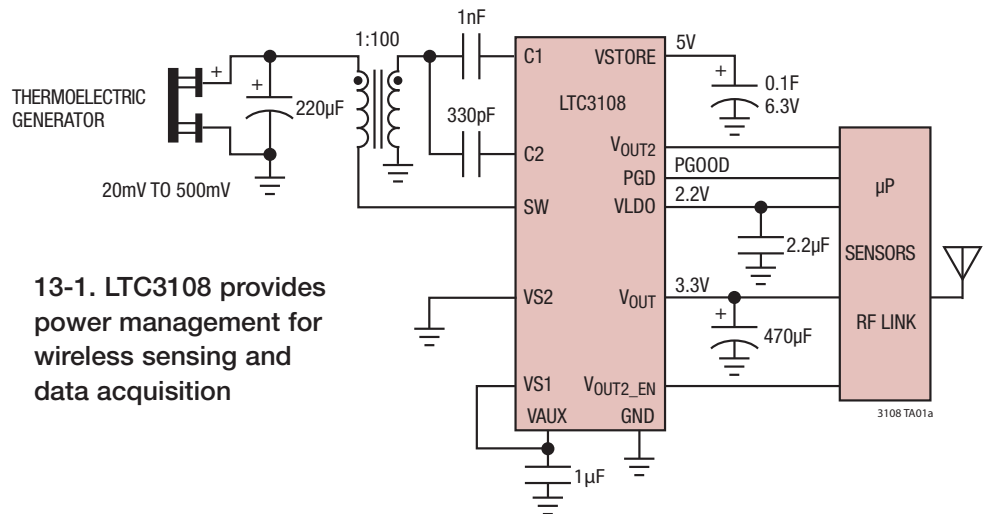 1nF
1:100
C1
VSTORE
5V
THERMOELECTRIC
GENERATOR
+
+
220µF
330pF
LTC3108
+
0.1F
6.3V
C2
VOUT2
PGOOD
PGD
µP
20mV TO 500mV
SW
VLDO
2.2V
2.2µF
SENSORS
13-1. LTC3108 provides
power management for
wireless sensing and
data acquisition
VS2
VOUT
3.3V
+
470µF
RF LINK
VS1
VOUT2_EN
VAUX
GND
3108 TA01a
1µF